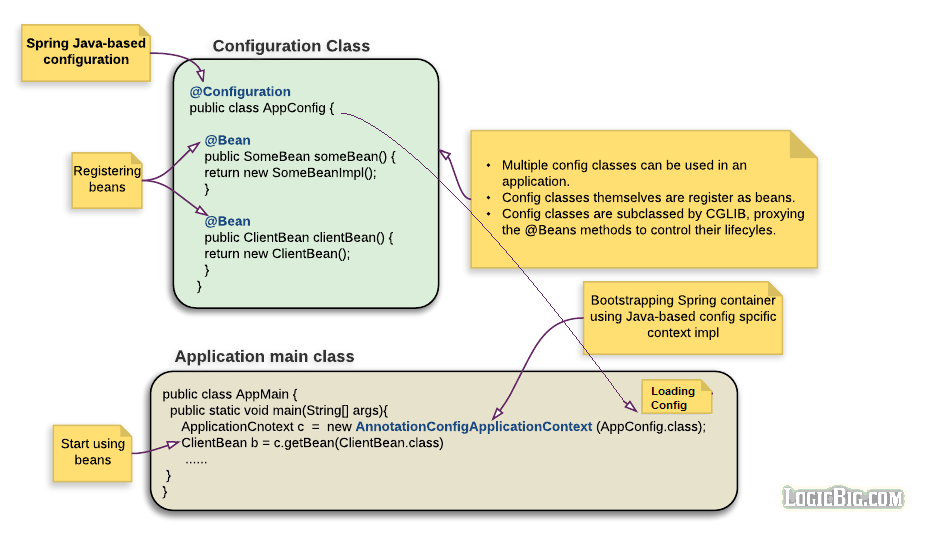 Spring Java-based
configuration
Configuration Class
@Configuration
public class AppConfig {
@Bean
public SomeBean someBean() {
return new SomeBeanImpl();
}
@Bean
public ClientBean clientBean() {
return new ClientBean();
}
}
Registering
beans
• Multiple config classes can be used in an
application.
• Config classes themselves are register as beans.
• Config classes are subclassed by CGLIB, proxying
the @Beans methods to control their lifecyles.
Bootstrapping Spring container
using Java-based config spcific
context impl
Application main class
Loading
Config
public class AppMain {
public static void main(String[] args){
ApplicationCnotext c = new AnnotationConfigApplicationContext (AppConfig.class);
ClientBean b = c.getBean(ClientBean.class)
......
}
}
Start using
beans
LOGICBIG.COM